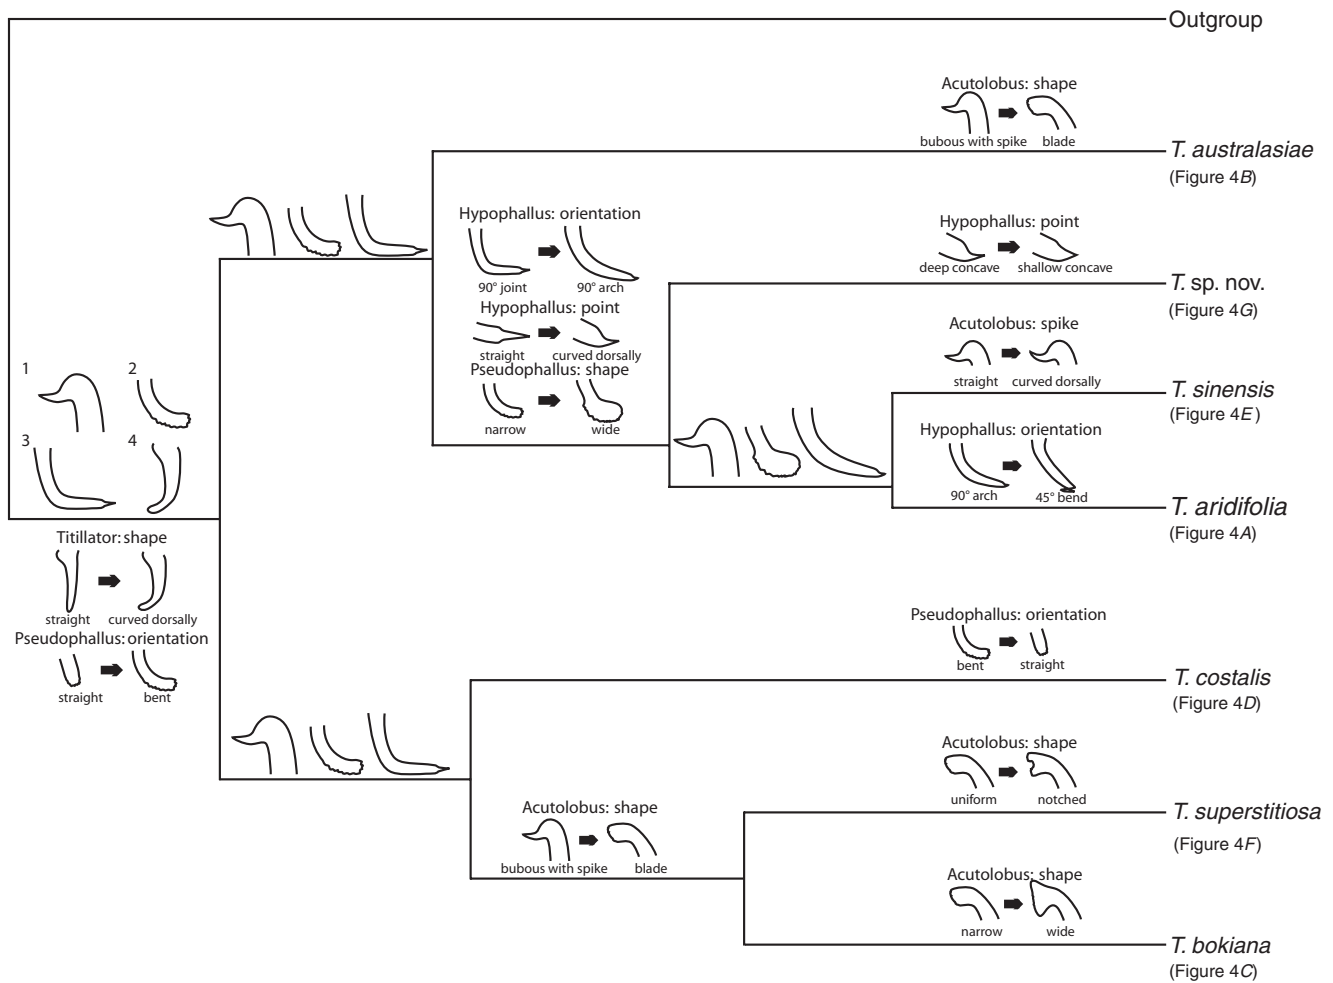 Outgroup
Acutolobus: shape
bubous with spike blade
T. australasiae
(Figure 4B)
Hypophallus: orientation
90° joint 90° arch
Hypophallus: point
straight curved dorsally
Pseudophallus: shape
narrow wide
Hypophallus: point
deep concave shallow concave
T. sp. nov.
(Figure 4G)
Acutolobus: spike
straight curved dorsally
T. sinensis
(Figure 4E)
Hypophallus: orientation
90° arch 45° bend
T. aridifolia
(Figure 4A)
1 2
3 4
Titillator: shape
straight curved dorsally
Pseudophallus: orientation
straight bent
Pseudophallus: orientation
bent straight
T. costalis
(Figure 4D)
Acutolobus: shape
uniform notched
T. superstitiosa
(Figure 4F)
Acutolobus: shape
bubous with spike blade
Acutolobus: shape
narrow wide
T. bokiana
(Figure 4C)